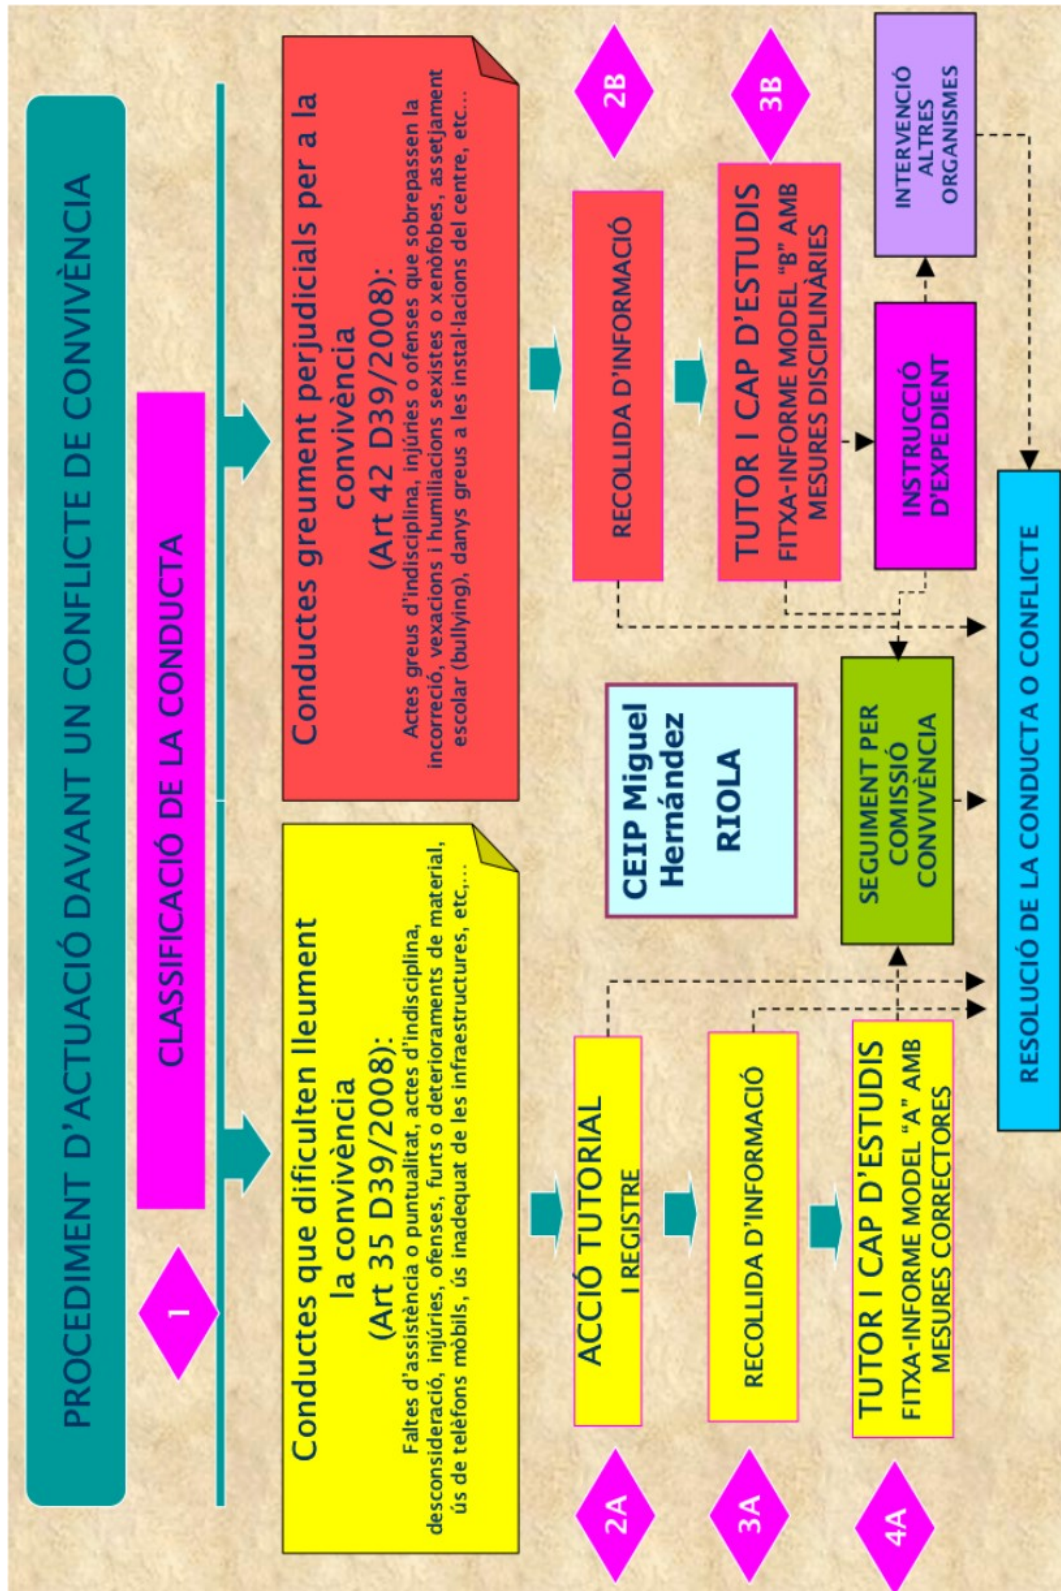 PROCEDIMENT D'ACTUACIÓ DAVANT UN CONFLICTE DE CONVIVÈNCIA
1
CLASSIFICACIÓ DE LA CONDUCTA
Conductes que dificulten lleument
la convivència
(Art 35 D39/2008):
Faltes d'assistència o puntualitat, actes d'indisciplina,
desconsideració, injúries, ofenses, furts o deterioraments de material,
ús de telèfons mòbils, ús inadequat de les infraestructures, etc,...
Conductes greument perjudicials per a la
convivència
(Art 42 D39/2008):
Actes greus d'indisciplina, injúries o ofenses que sobrepassen la
incorreció, vexacions i humiliacions sexistes o xenòfobes, assetjament
escolar (bullying), danys greus a les instal·lacions del centre, etc...
2A
ACCIÓ TUTORIAL
I REGISTRE
3A
RECOLLIDA D'INFORMACIÓ
4A
TUTOR I CAP D'ESTUDIS
FITXA-INFORME MODEL "A" AMB
MESURES CORRECTORES
CEIP Miguel
Hernández
RIOLA
RECOLLIDA D'INFORMACIÓ
2B
TUTOR I CAP D'ESTUDIS
FITXA-INFORME MODEL "B" AMB
MESURES DISCIPLINÀRIES
3B
SEGUIMENT PER
COMISSIÓ
CONVIVÈNCIA
INSTRUCCIÓ
D'EXPEDIENT
INTERVENCIÓ
ALTRES
ORGANISMES
RESOLUCIÓ DE LA CONDUCTA O CONFLICTE